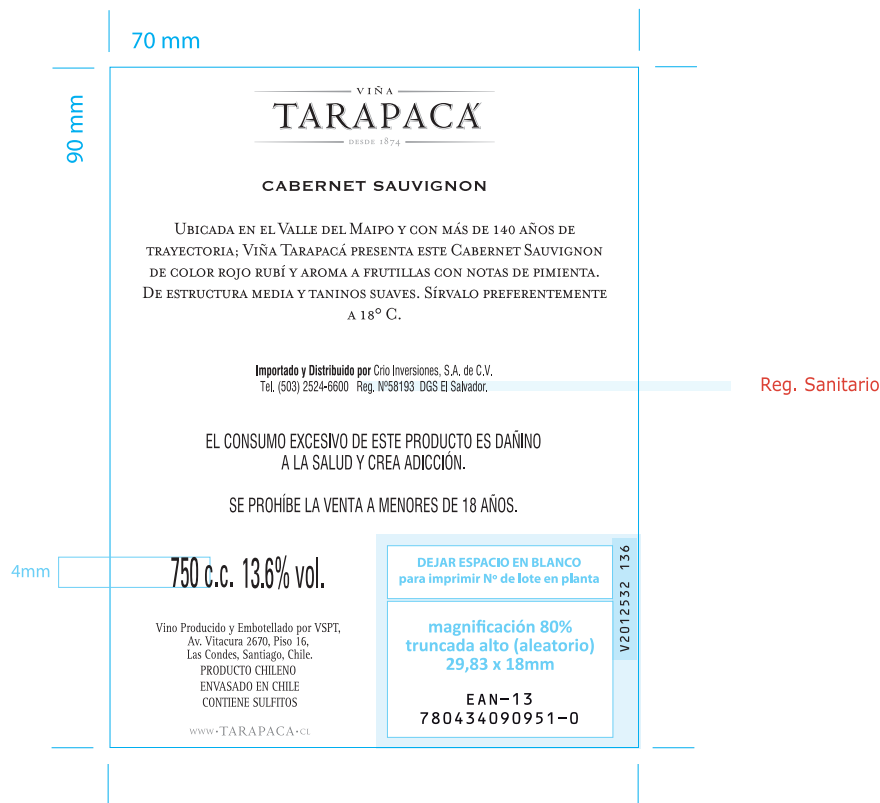 70 mm
90 mm
VIÑA
TARAPACÁ
DESDE 1874
CABERNET SAUVIGNON
UBICADA EN EL VALLE DEL MAIPO Y CON MÁS DE 140 AÑOS DE
TRAYECTORIA; VIÑA TARAPACÁ PRESENTA ESTE CABERNET SAUVIGNON
DE COLOR ROJO RUBÍ Y AROMA A FRUTILLAS CON NOTAS DE PIMIENTA.
DE ESTRUCTURA MEDIA Y TANINOS SUAVES. SÍRVALO PREFERENTEMENTE
A 18° C.
Importado y Distribuido por Crio Inversiones, S.A. de C.V.
Tel. (503) 2524-6600 Reg. Nº58193 DGS El Salvador.
Reg. Sanitario
EL CONSUMO EXCESIVO DE ESTE PRODUCTO ES DAÑINO
A LA SALUD Y CREA ADICCIÓN.
SE PROHÍBE LA VENTA A MENORES DE 18 AÑOS.
4mm
750 c.c. 13.6% vol.
Vino Producido y Embotellado por VSPT,
Av. Vitacura 2670, Piso 16,
Las Condes, Santiago, Chile.
PRODUCTO CHILENO
ENVASADO EN CHILE
CONTIENE SULFITOS
WWW·TARAPACA·CL
DEJAR ESPACIO EN BLANCO
para imprimir Nº de lote en planta
magnificación 80%
truncada alto (aleatorio)
29,83 x 18mm
EAN-13
780434090951-0
V2012532 136